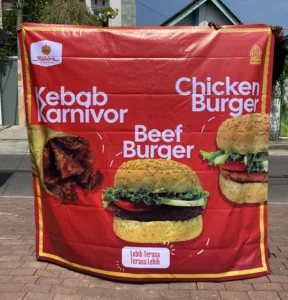 Kebab
Karnivor
Beef
Burger
Chicken
Burger
Lebih Terasa
Terasa Lebih